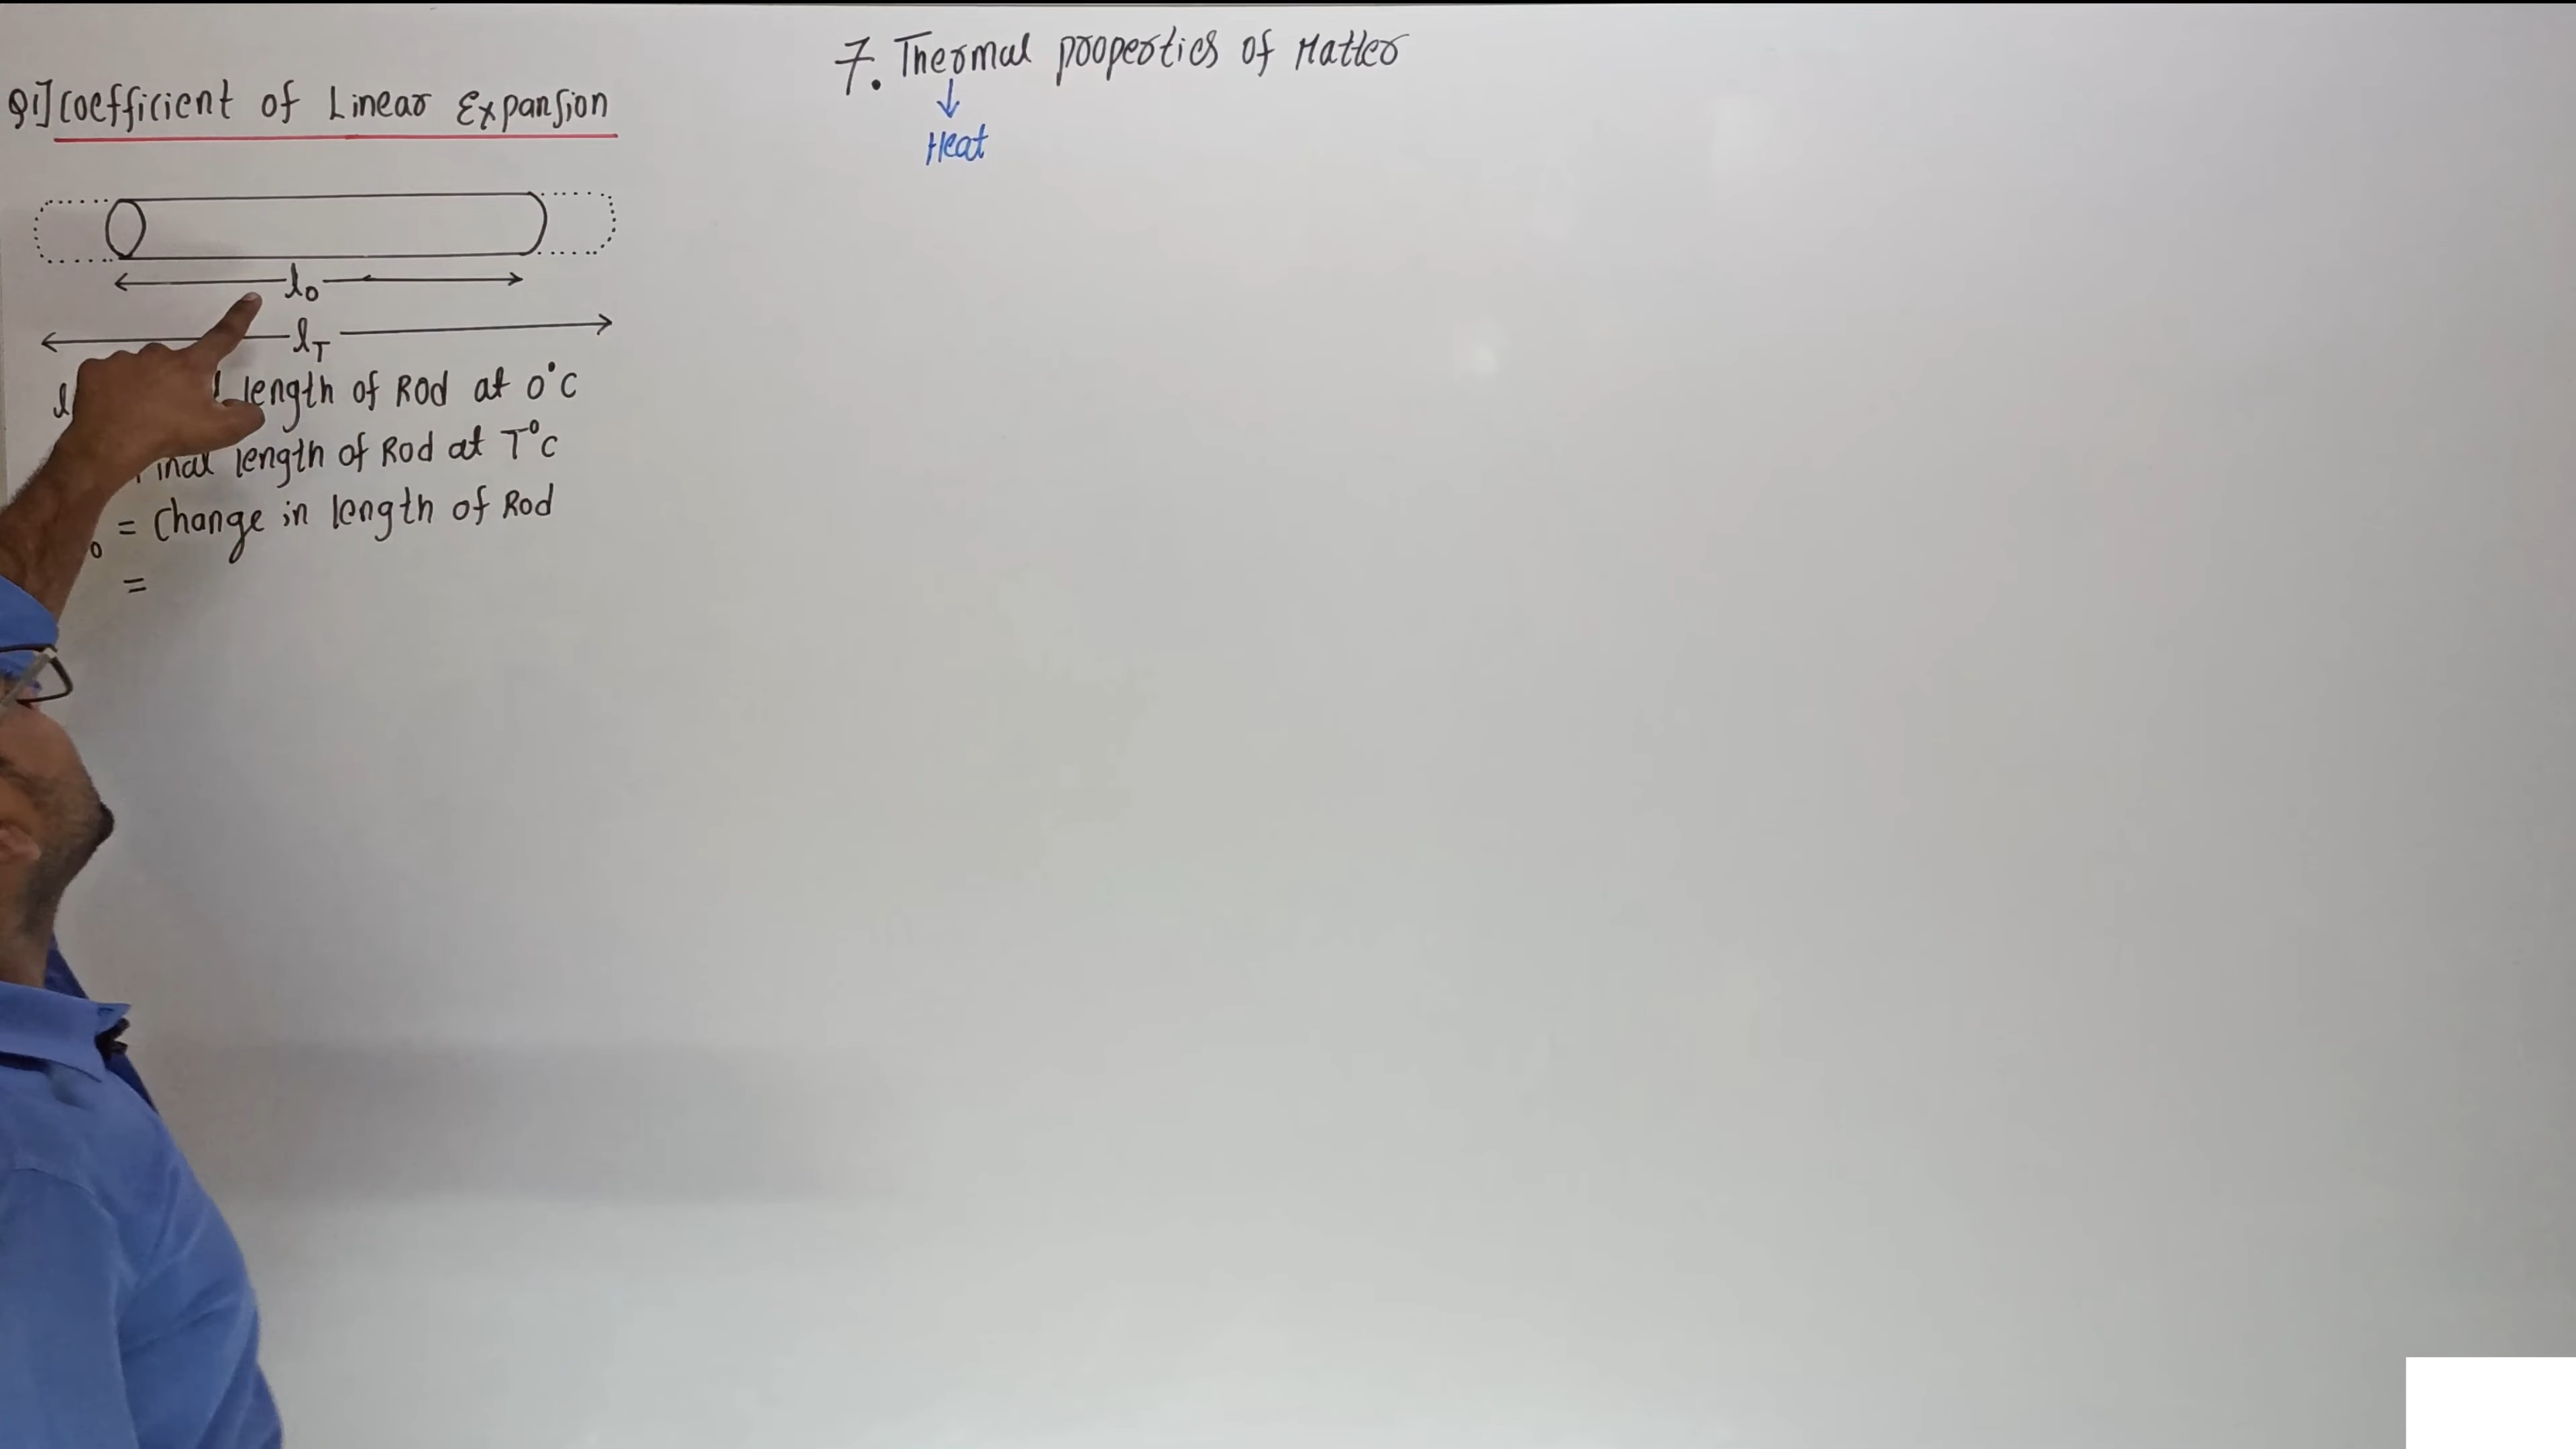 7. Thermal properties of Matter
Heat
Q1] Coefficient of Linear Expansion
l₀
l_T
l length of Rod at 0°C
length of Rod at T°C
0 = Change in length of Rod
=